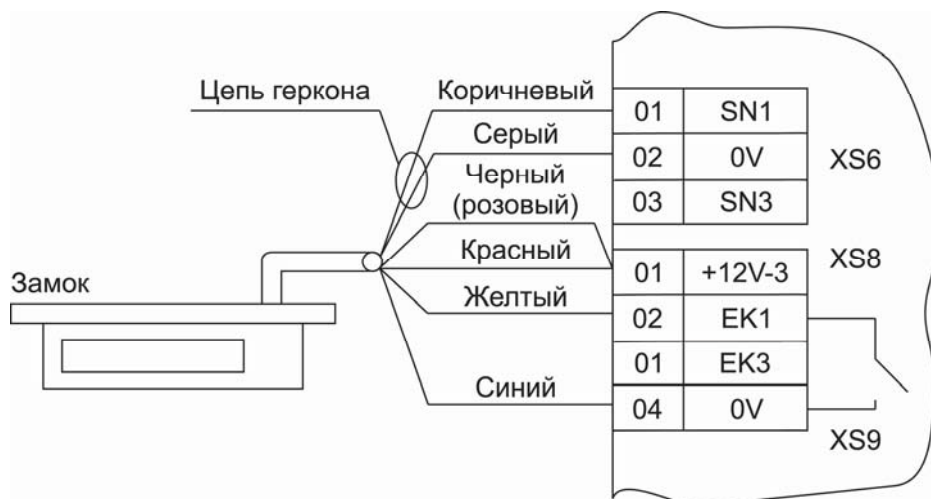 Цепь геркона
Коричневый
01 SN1
Серый
02 0V
XS6
Черный
(розовый)
03 SN3
Красный
XS8
01 +12V-3
Замок
Желтый
02 EK1
01 EK3
Синий
04 0V
XS9